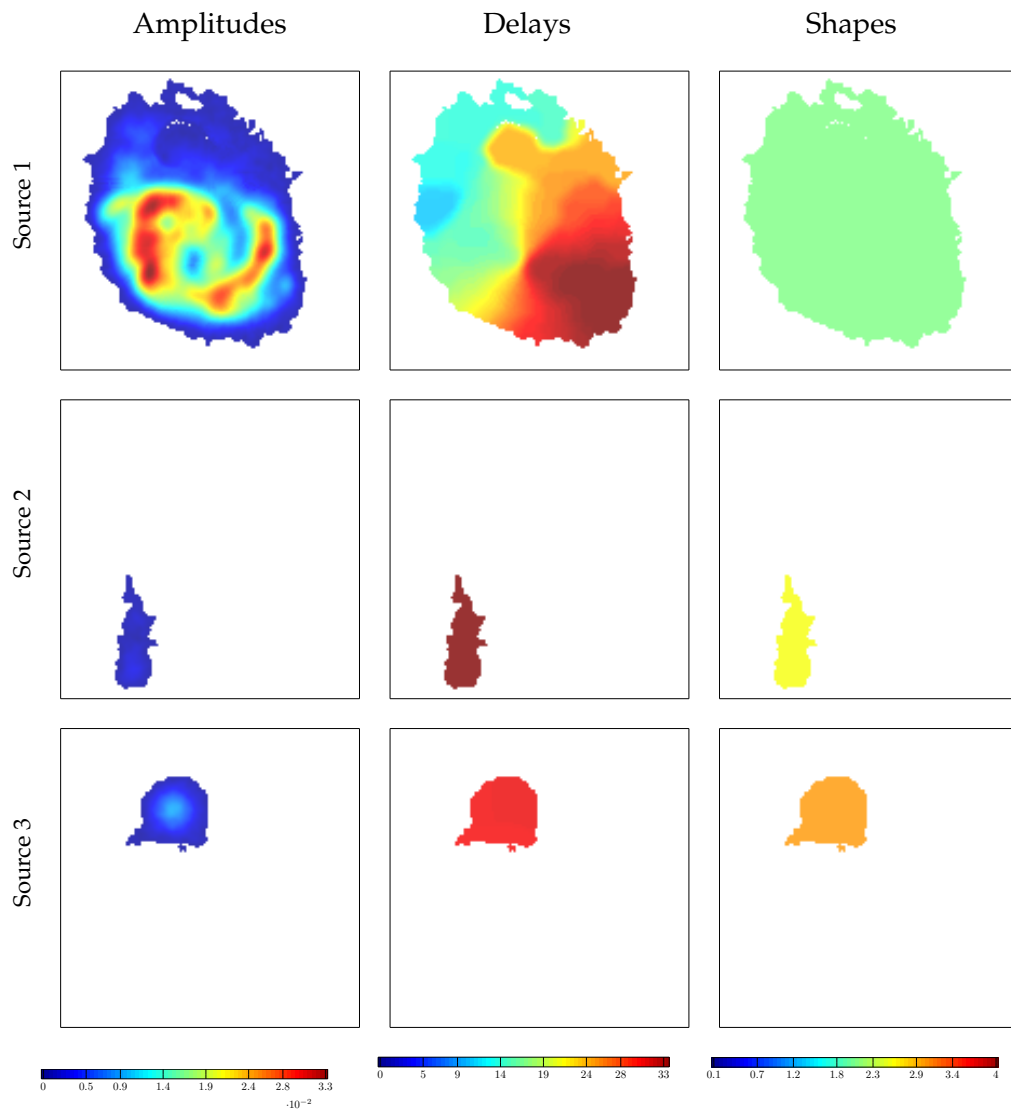 Amplitudes Delays Shapes
Source 1
Source 2
Source 3
0 0.5 0.9 1.4 1.9 2.4 2.8 3.3
·10⁻²
0 5 9 14 19 24 28 33
0.1 0.7 1.2 1.8 2.3 2.9 3.4 4